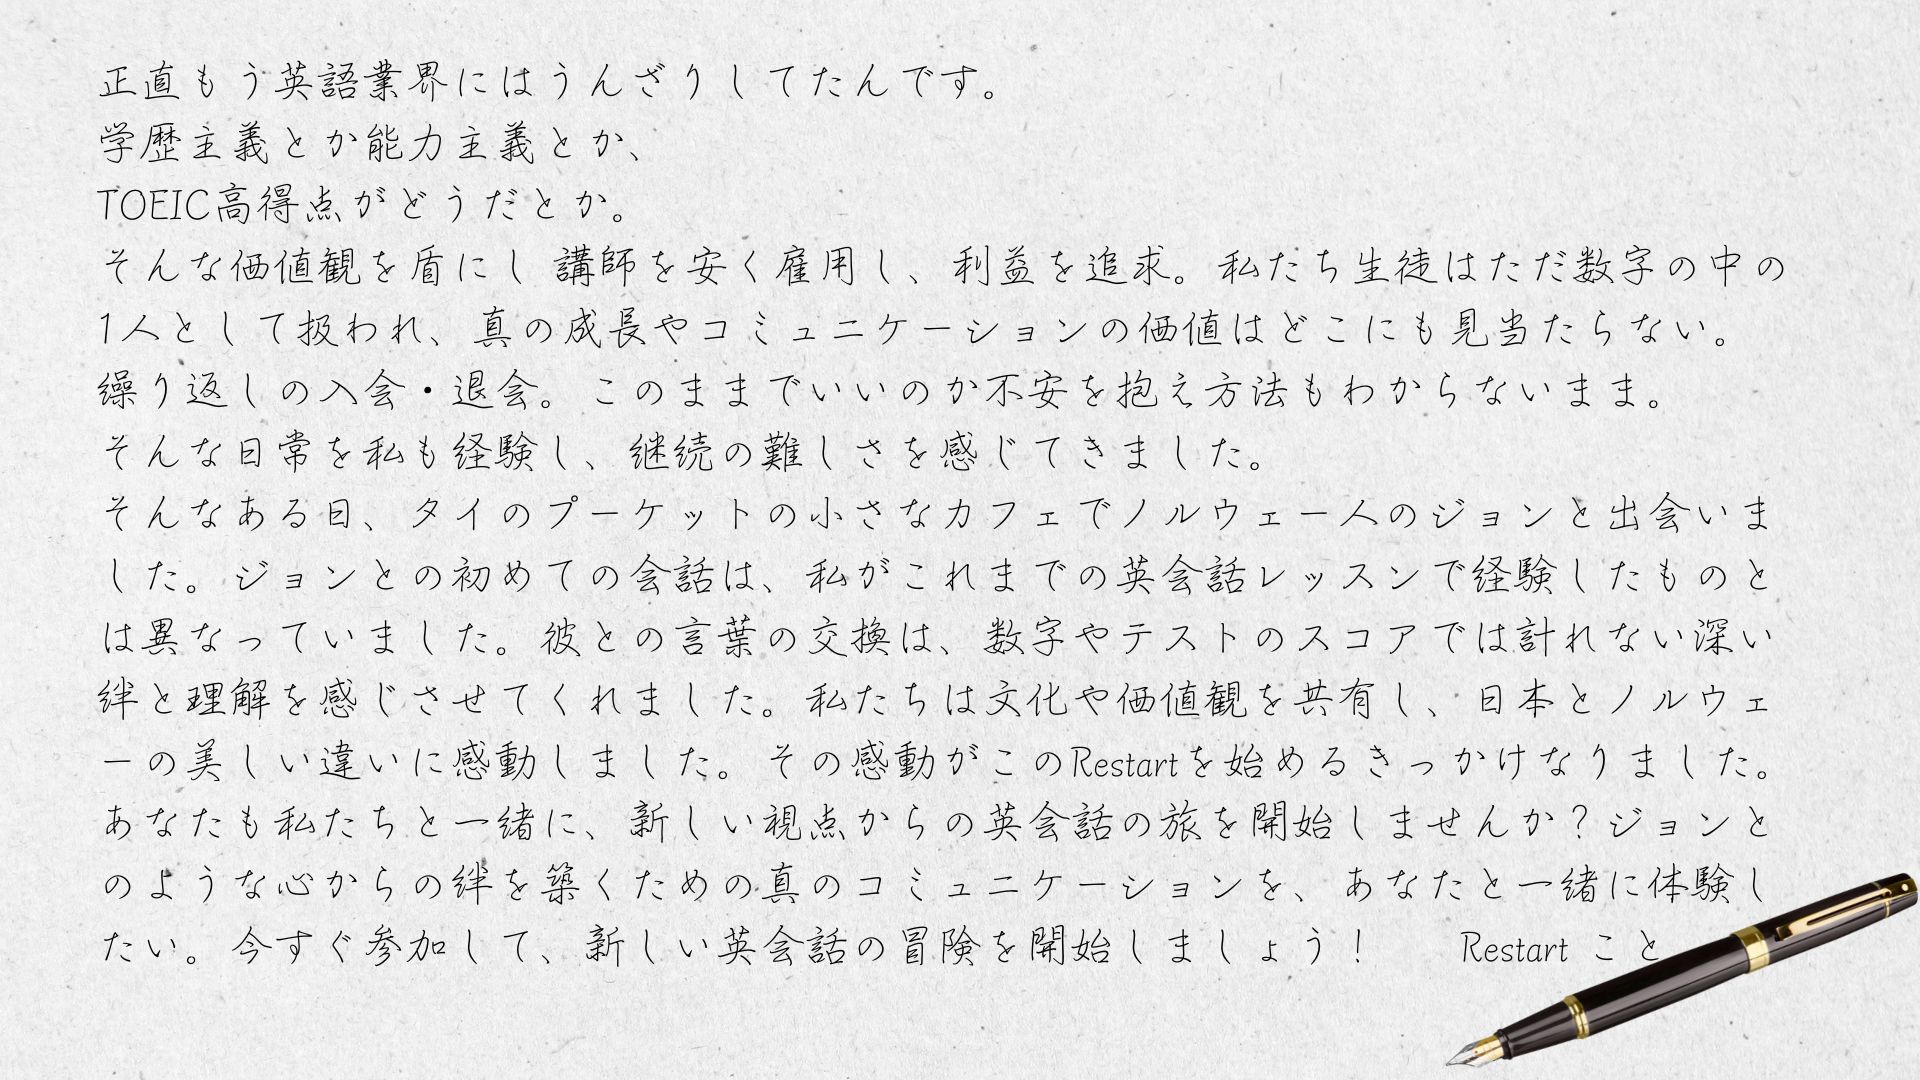 正直もう英語業界にはうんざりしてたんです。
学歴主義とか能力主義とか、
TOEIC高得点がどうだとか。
そんな価値観を盾にし 講師を安く雇用し、利益を追求。私たち生徒はただ数字の中の
1人として扱われ、真の成長やコミュニケーションの価値はどこにも見当たらない。
繰り返しの入会・退会。このままでいいのか不安を抱え方法もわからないまま。
そんな日常を私も経験し、継続の難しさを感じてきました。
そんなある日、タイのプーケットの小さなカフェでノルウェー人のジョンと出会いま
した。ジョンとの初めての会話は、私がこれまでの英会話レッスンで経験したものと
は異なっていました。彼との言葉の交換は、数字やテストのスコアでは計れない深い
絆と理解を感じさせてくれました。私たちは文化や価値観を共有し、日本とノルウェ
ーの美しい違いに感動しました。その感動がこのRestartを始めるきっかけなりました。
あなたも私たちと一緒に、新しい視点からの英会話の旅を開始しませんか？ジョンと
のような心からの絆を築くための真のコミュニケーションを、あなたと一緒に体験し
たい。今すぐ参加して、新しい英会話の冒険を開始しましょう！　　Restart こと